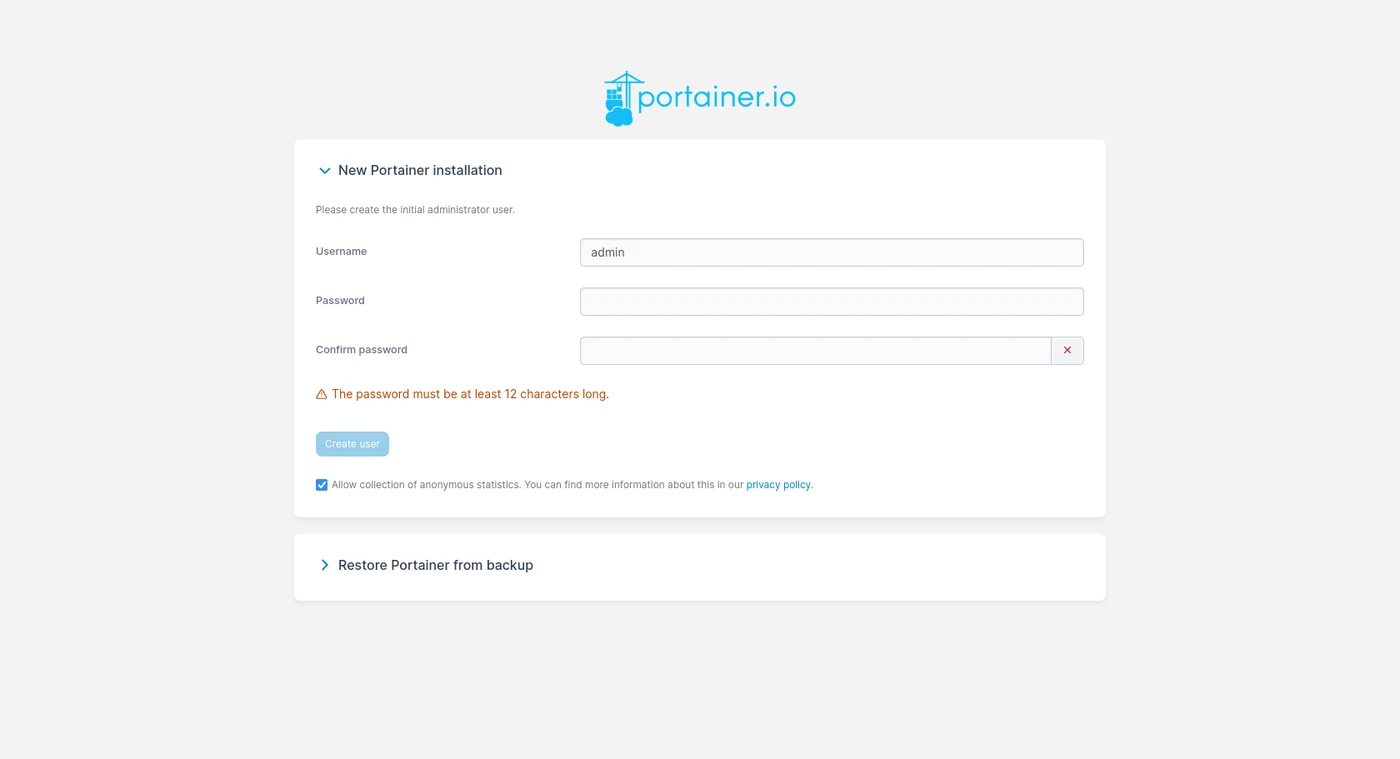 portainer.io
New Portainer installation
Please create the initial administrator user.
Username
admin
Password
Confirm password
The password must be at least 12 characters long.
Create user
Allow collection of anonymous statistics. You can find more information about this in our privacy policy.
Restore Portainer from backup